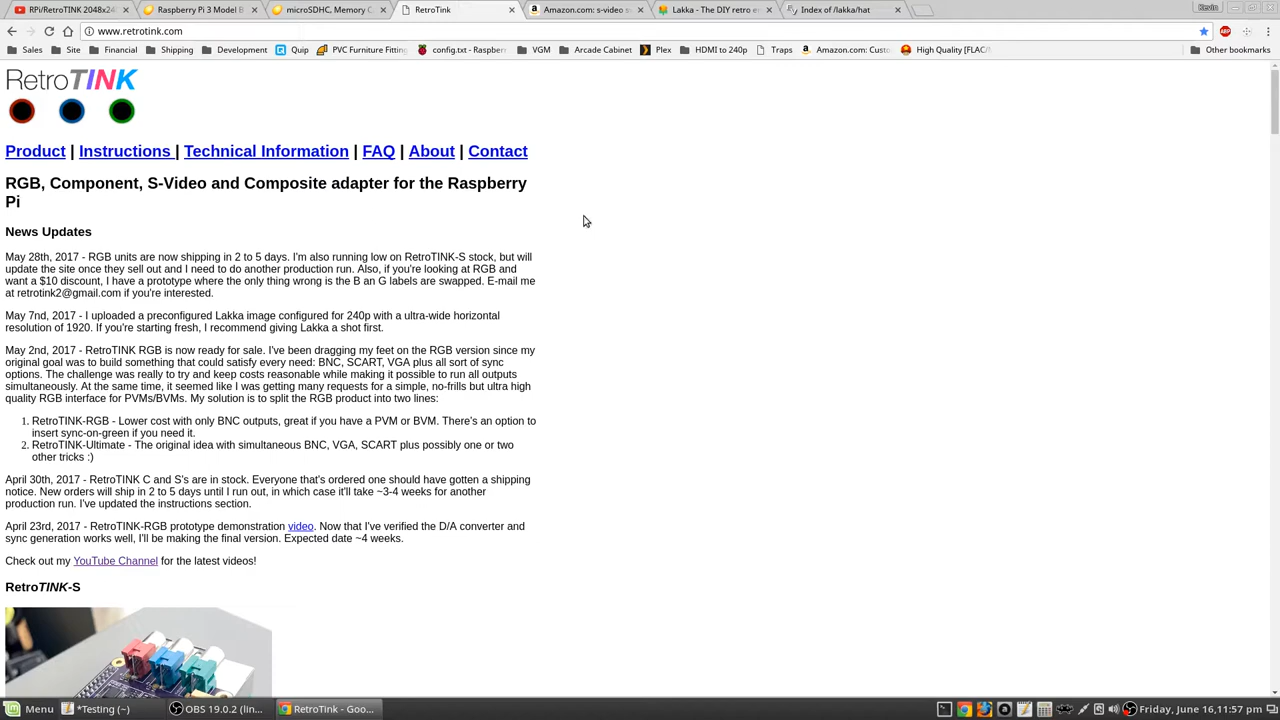 RPi/RetroTINK 2048x24
Raspberry Pi 3 Model B
microSDHC, Memory C
RetroTink
Amazon.com: s-video s
Lakka - The DIY retro e
Index of /lakka/hat
Kevin
www.retrotink.com
Sales
Site
Financial
Shipping
Development
Quip
PVC Furniture Fitting
config.txt - Raspberr
VGM
Arcade Cabinet
Plex
HDMI to 240p
Traps
Amazon.com: Custo
High Quality [FLAC/M
Other bookmarks
RetroTINK
Product | Instructions | Technical Information | FAQ | About | Contact
RGB, Component, S-Video and Composite adapter for the Raspberry
Pi
News Updates
May 28th, 2017 - RGB units are now shipping in 2 to 5 days. I'm also running low on RetroTINK-S stock, but will
update the site once they sell out and I need to do another production run. Also, if you're looking at RGB and
want a $10 discount, I have a prototype where the only thing wrong is the B an G labels are swapped. E-mail me
at retrotink2@gmail.com if you're interested.
May 7nd, 2017 - I uploaded a preconfigured Lakka image configured for 240p with a ultra-wide horizontal
resolution of 1920. If you're starting fresh, I recommend giving Lakka a shot first.
May 2nd, 2017 - RetroTINK RGB is now ready for sale. I've been dragging my feet on the RGB version since my
original goal was to build something that could satisfy every need: BNC, SCART, VGA plus all sort of sync
options. The challenge was really to try and keep costs reasonable while making it possible to run all outputs
simultaneously. At the same time, it seemed like I was getting many requests for a simple, no-frills but ultra high
quality RGB interface for PVMs/BVMs. My solution is to split the RGB product into two lines:
1. RetroTINK-RGB - Lower cost with only BNC outputs, great if you have a PVM or BVM. There's an option to
insert sync-on-green if you need it.
2. RetroTINK-Ultimate - The original idea with simultaneous BNC, VGA, SCART plus possibly one or two
other tricks :)
April 30th, 2017 - RetroTINK C and S's are in stock. Everyone that's ordered one should have gotten a shipping
notice. New orders will ship in 2 to 5 days until I run out, in which case it'll take ~3-4 weeks for another
production run. I've updated the instructions section.
April 23rd, 2017 - RetroTINK-RGB prototype demonstration video. Now that I've verified the D/A converter and
sync generation works well, I'll be making the final version. Expected date ~4 weeks.
Check out my YouTube Channel for the latest videos!
RetroTINK-S
Menu
*Testing (~)
OBS 19.0.2 (lin...
RetroTink - Goo...
Friday, June 16, 11:57 pm